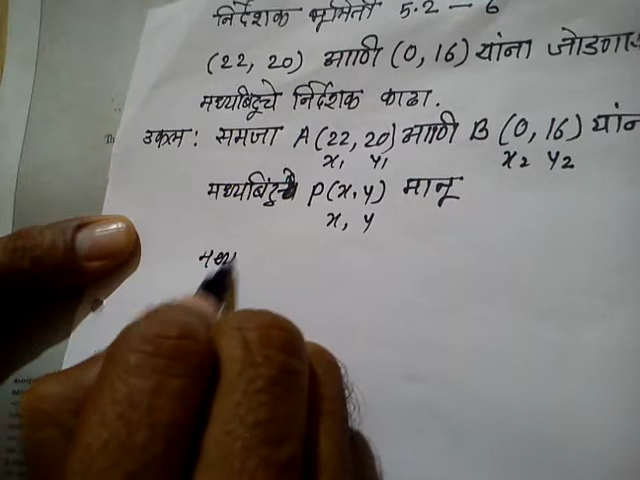 निर्देशक भूमिती 5.2 - 6
(22, 20) आणि (0, 16) यांना
मध्यबिंदूचे निर्देशक काढा.
उकल : समजा A (22, 20) आणि B (0, 16)
x₁ y₁ x₂ y₂
मध्यबिंदूचे P(x, y) मानू
x, y
मध्य